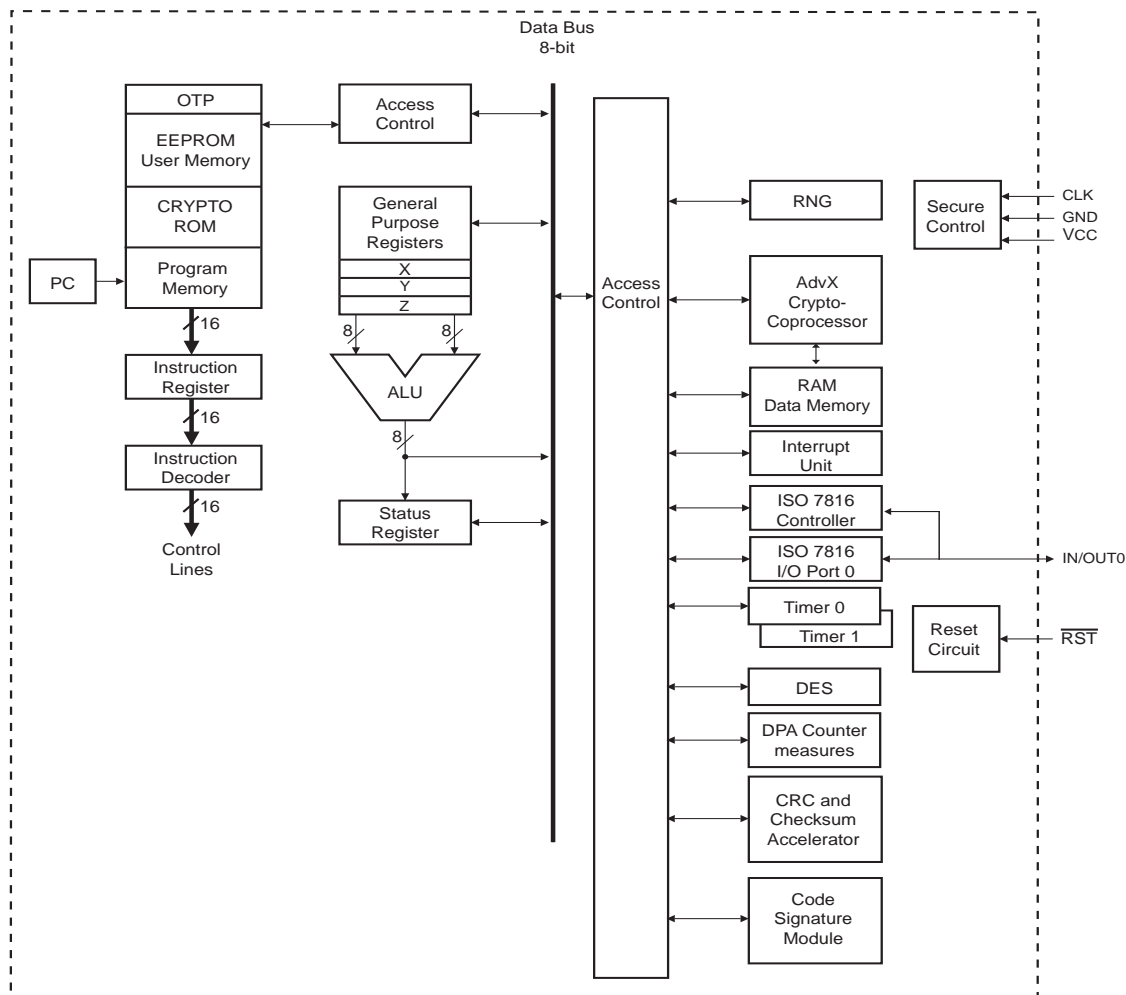 Data Bus
8-bit
OTP
EEPROM
User Memory
CRYPTO
ROM
Program
Memory
PC
16
Instruction
Register
16
Instruction
Decoder
16
Control
Lines
Access
Control
General
Purpose
Registers
X
Y
Z
8
8
ALU
8
Status
Register
Access
Control
RNG
AdvX
Crypto-
Coprocessor
RAM
Data Memory
Interrupt
Unit
ISO 7816
Controller
ISO 7816
I/O Port 0
Timer 0
Timer 1
DES
DPA Counter
measures
CRC and
Checksum
Accelerator
Code
Signature
Module
Secure
Control
CLK
GND
VCC
IN/OUT0
Reset
Circuit
RST